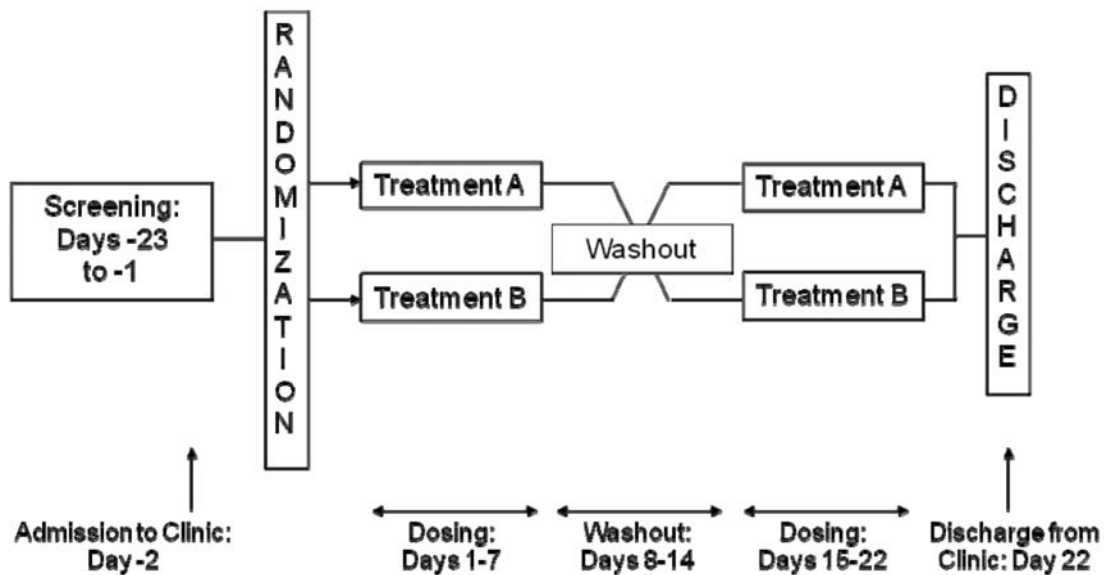 RANDOMIZATION
DISCHARGE
Screening:
Days -23
to -1
Treatment A
Treatment B
Washout
Treatment A
Treatment B
Admission to Clinic:
Day -2
Dosing:
Days 1-7
Washout:
Days 8-14
Dosing:
Days 15-22
Discharge from
Clinic: Day 22